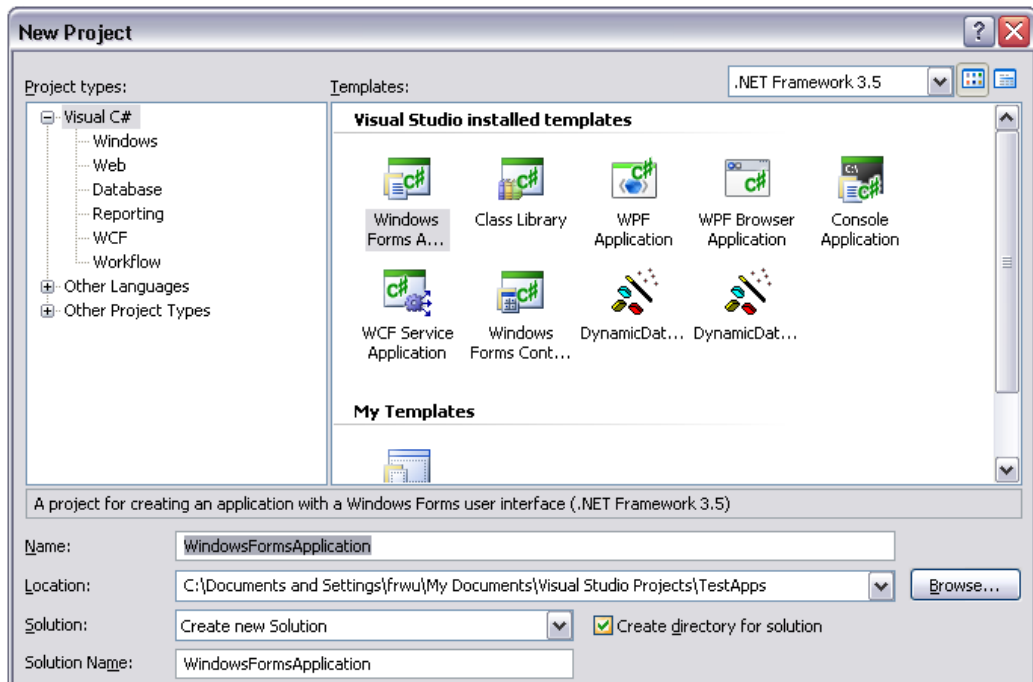 New Project
Project types:
Templates:
.NET Framework 3.5
Visual C#
Windows
Web
Database
Reporting
WCF
Workflow
Other Languages
Other Project Types
Visual Studio installed templates
Windows
Forms A...
Class Library
WPF
Application
WPF Browser
Application
Console
Application
WCF Service
Application
Windows
Forms Cont...
DynamicDat...
DynamicDat...
My Templates
A project for creating an application with a Windows Forms user interface (.NET Framework 3.5)
Name:
WindowsFormsApplication
Location:
C:\Documents and Settings\frwu\My Documents\Visual Studio Projects\TestApps
Browse...
Solution:
Create new Solution
Create directory for solution
Solution Name:
WindowsFormsApplication